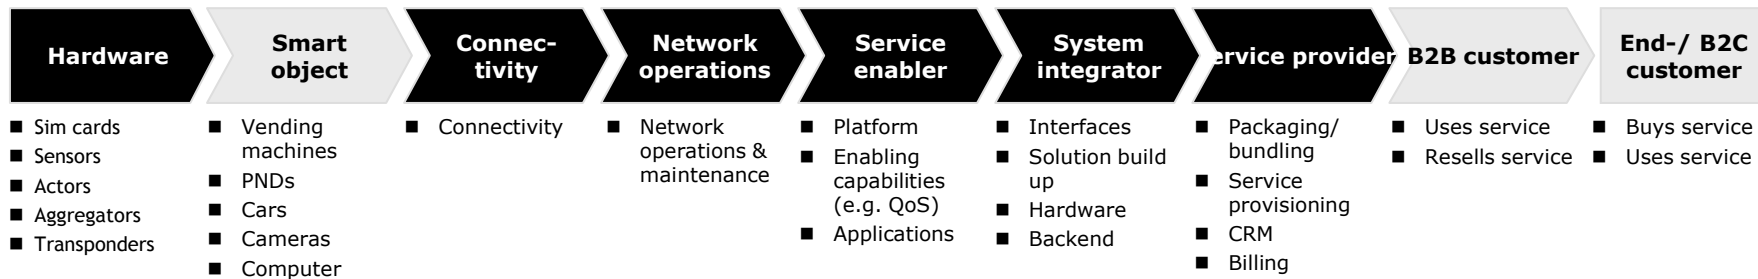 Hardware
Smart
object
Connec-
tivity
Network
operations
Service
enabler
System
integrator
ervice provider
B2B customer
End-/ B2C
customer
■ Sim cards
■ Sensors
■ Actors
■ Aggregators
■ Transponders
■ Vending
machines
■ PNDs
■ Cars
■ Cameras
■ Computer
■ Connectivity
■ Network
operations &
maintenance
■ Platform
■ Enabling
capabilities
(e.g. QoS)
■ Applications
■ Interfaces
■ Solution build
up
■ Hardware
■ Backend
■ Packaging/
bundling
■ Service
provisioning
■ CRM
■ Billing
■ Uses service
■ Resells service
■ Buys service
■ Uses service